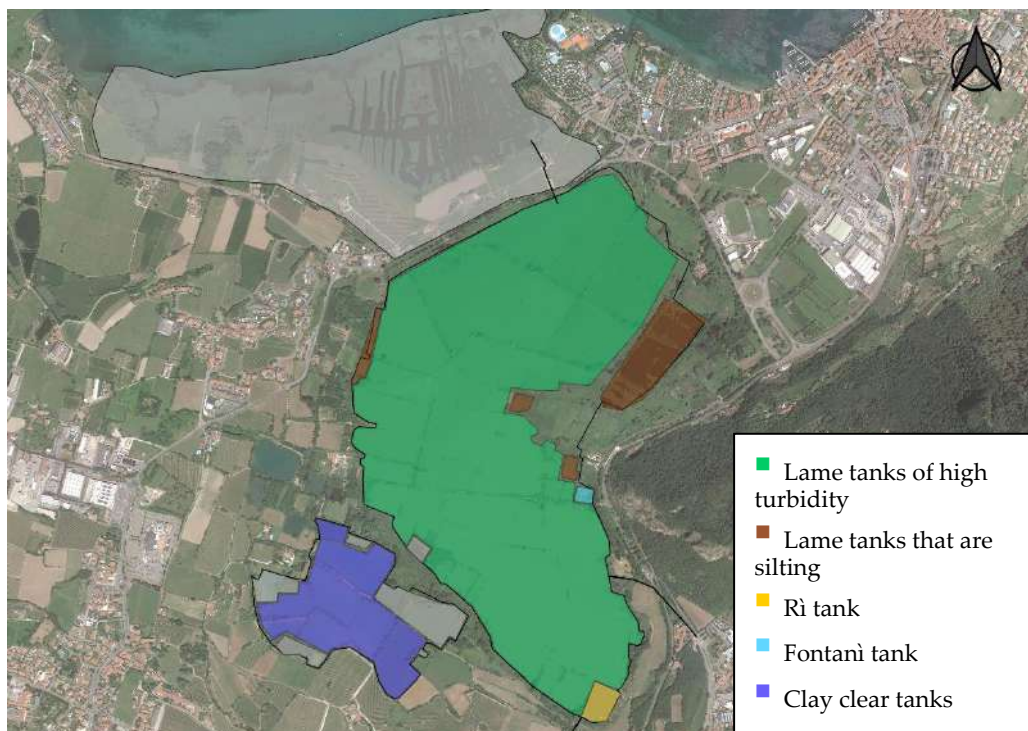 Lame tanks of high
turbidity
Lame tanks that are
silting
Rì tank
Fontanì tank
Clay clear tanks